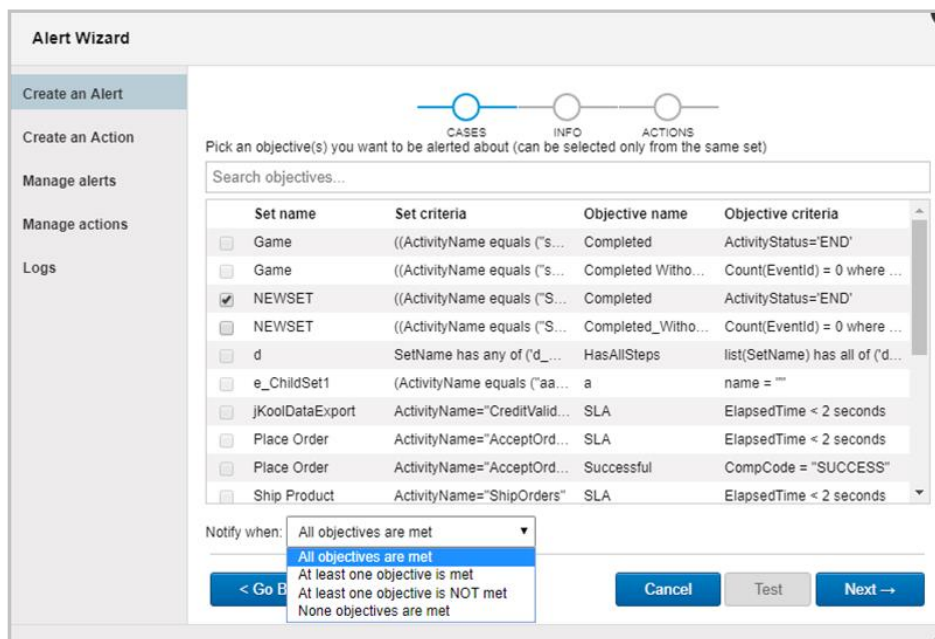 Alert Wizard
Create an Alert
Create an Action
Manage alerts
Manage actions
Logs
CASES INFO ACTIONS
Pick an objective(s) you want to be alerted about (can be selected only from the same set)
Search objectives...
Set name Set criteria Objective name Objective criteria
Game ((ActivityName equals ("s... Completed ActivityStatus='END'
Game ((ActivityName equals ("s... Completed Witho... Count(EventId) = 0 where ...
NEWSET ((ActivityName equals ("S... Completed ActivityStatus='END'
NEWSET ((ActivityName equals ("S... Completed_Witho... Count(EventId) = 0 where ...
d SetName has any of ('d_... HasAllSteps list(SetName) has all of ('d...
e_ChildSet1 (ActivityName equals ("aa... a name = ""
jKoolDataExport ActivityName="CreditValid... SLA ElapsedTime < 2 seconds
Place Order ActivityName="AcceptOrd... SLA ElapsedTime < 2 seconds
Place Order ActivityName="AcceptOrd... Successful CompCode = "SUCCESS"
Ship Product ActivityName="ShipOrders" SLA ElapsedTime < 2 seconds
Notify when: All objectives are met
All objectives are met
At least one objective is met
At least one objective is NOT met
None objectives are met
< Go B Cancel Test Next →